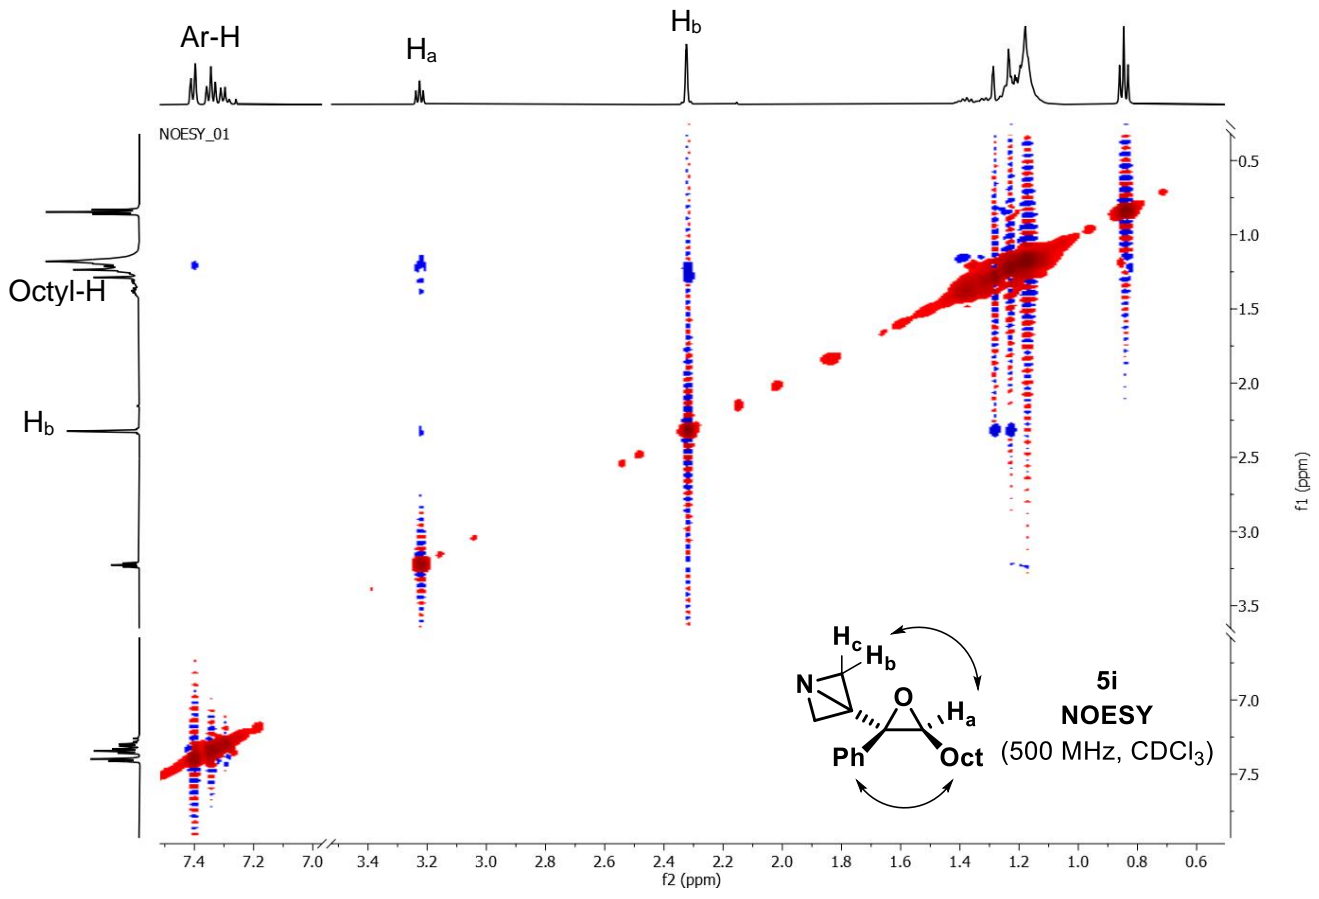 Ar-H
Ha
Hb
NOESY_01
Octyl-H
Hb
0.5
1.0
1.5
2.0
2.5
3.0
3.5
7.0
7.5
f1 (ppm)
Hc
Hb
N
O
Ha
Ph
Oct
5i
NOESY
(500 MHz, CDCl3)
7.4 7.2 7.0 3.4 3.2 3.0 2.8 2.6 2.4 2.2 2.0 1.8 1.6 1.4 1.2 1.0 0.8 0.6
f2 (ppm)